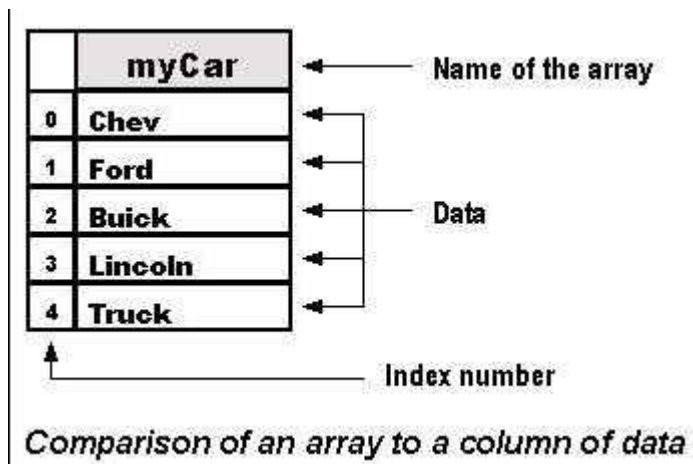 myCar
Name of the array
0 Chev
1 Ford
2 Buick
Data
3 Lincoln
4 Truck
Index number
Comparison of an array to a column of data